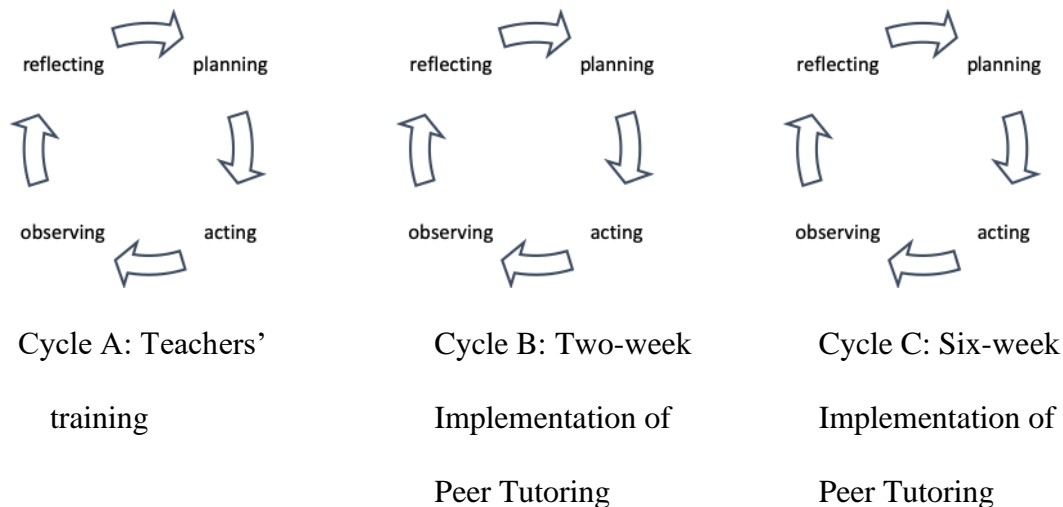 reflecting planning
observing acting
Cycle A: Teachers’
training
reflecting planning
observing acting
Cycle B: Two-week
Implementation of
Peer Tutoring
reflecting planning
observing acting
Cycle C: Six-week
Implementation of
Peer Tutoring